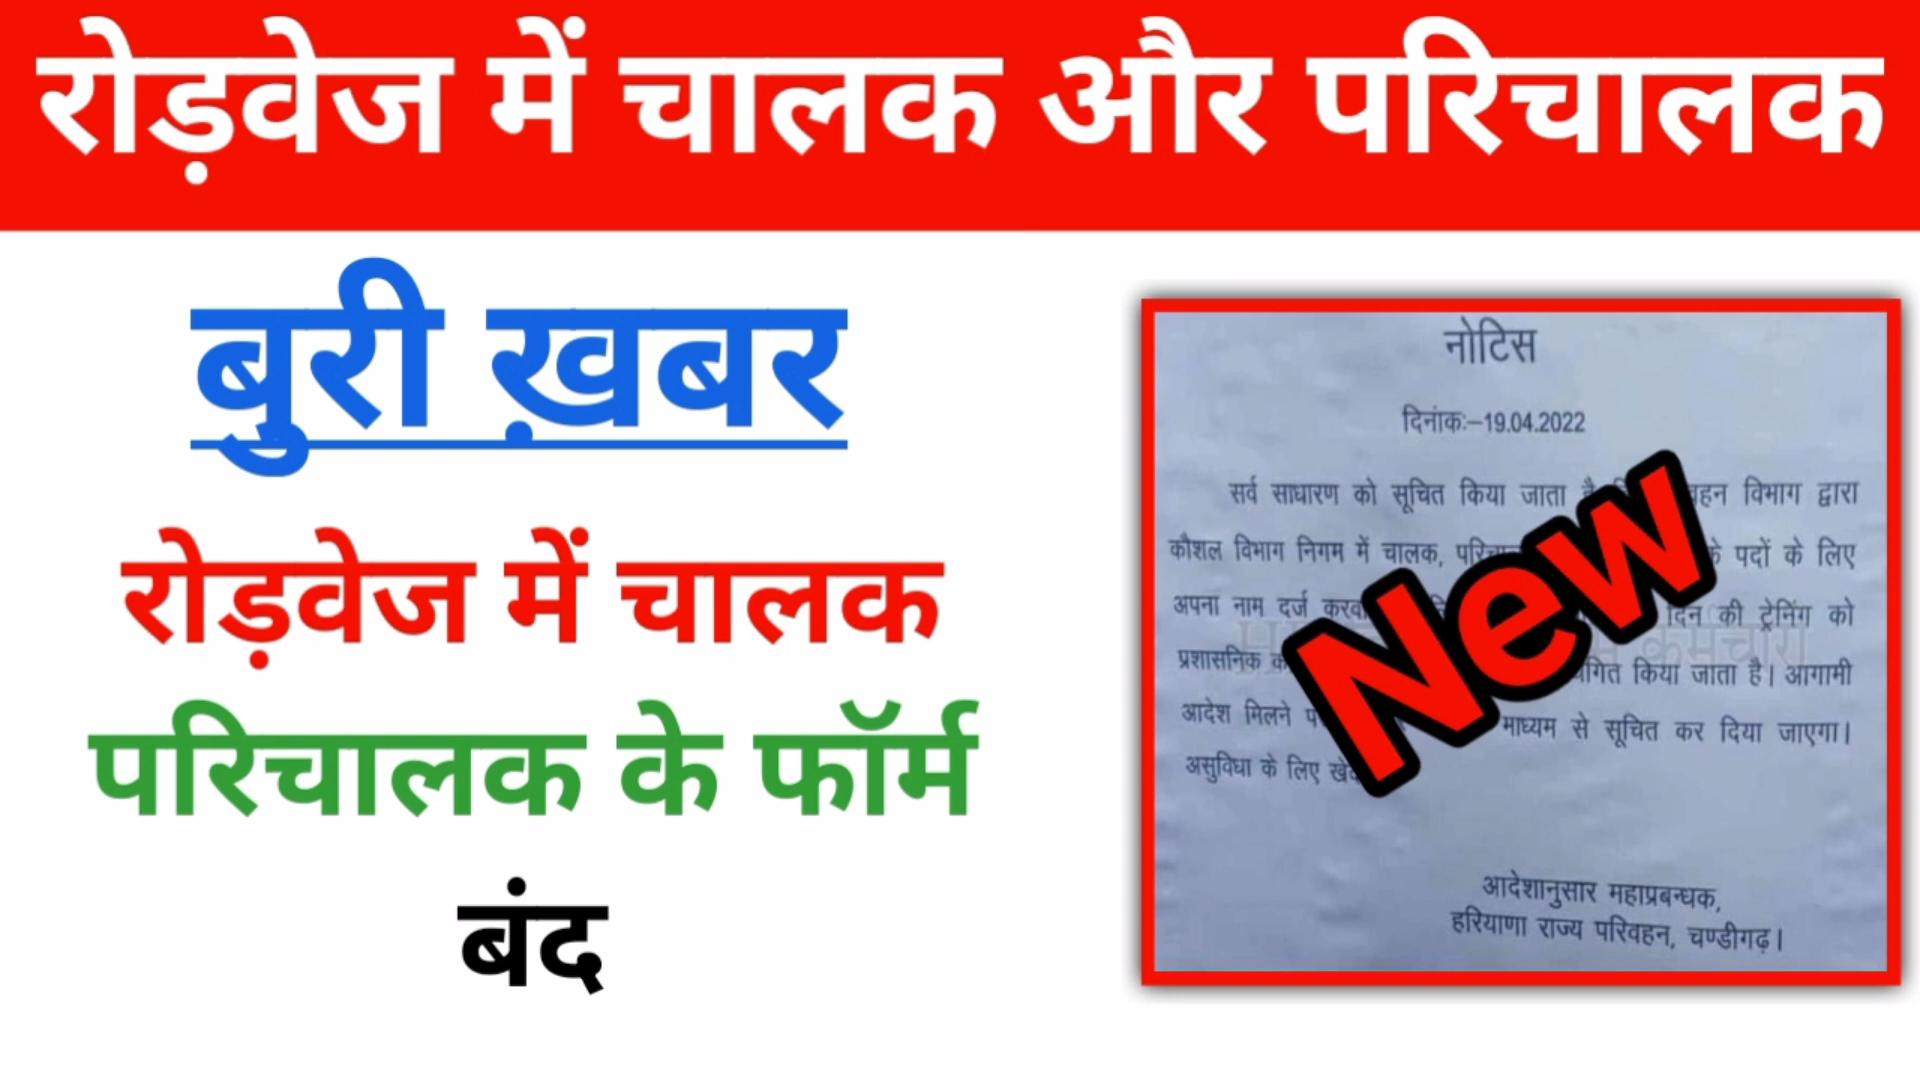 रोड़वेज में चालक और परिचालक
बुरी ख़बर
रोड़वेज में चालक
परिचालक के फॉर्म
बंद
नोटिस
दिनांकः–19.04.2022
सर्व साधारण को सूचित किया जाता विभाग द्वारा
कौशल विभाग निगम में चालक, पदों के लिए
अपना नाम दर्ज दिन की ट्रेनिंग को
प्रशासनिक किया जाता है। आगामी
आदेश मिलने माध्यम से सूचित कर दिया जाएगा।
असुविधा के लिए
New
आदेशानुसार महाप्रबन्धक,
हरियाणा राज्य परिवहन, चण्डीगढ़।